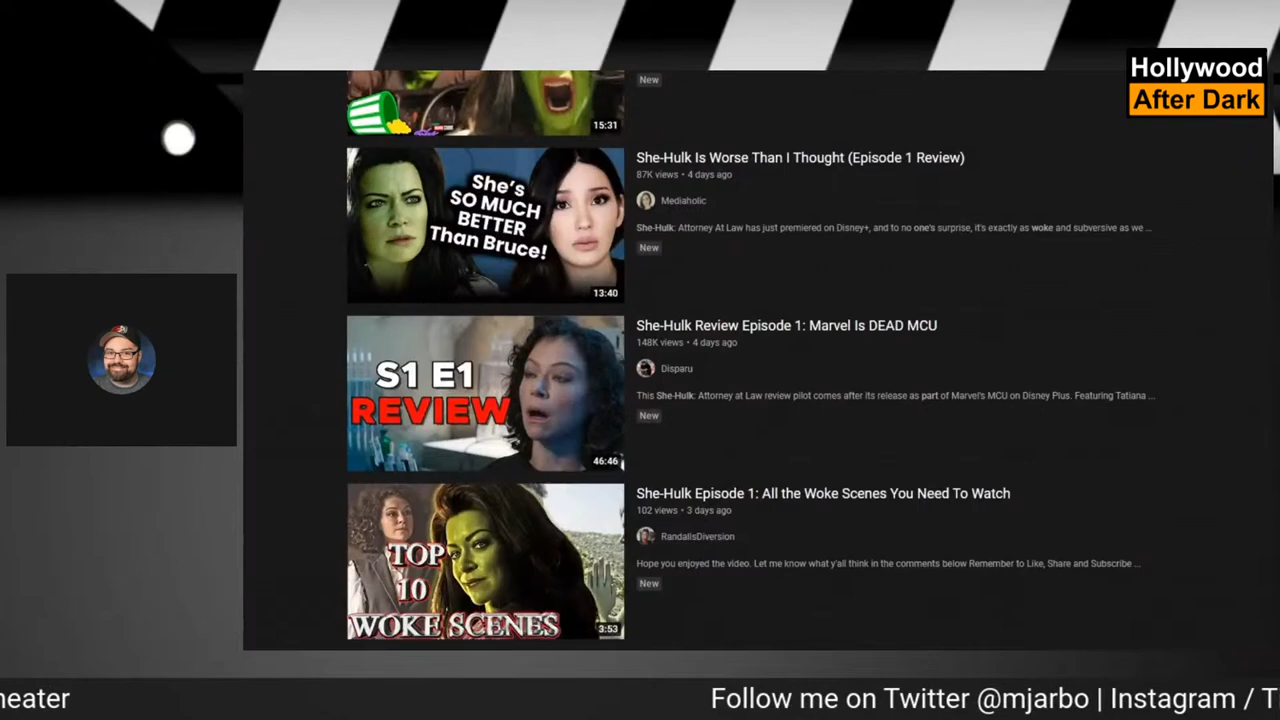 Hollywood
After Dark
New
15:31
She's
SO MUCH
BETTER
Than Bruce!
13:40
She-Hulk Is Worse Than I Thought (Episode 1 Review)
87K views • 4 days ago
Mediaholic
She-Hulk: Attorney At Law has just premiered on Disney+, and to no one's surprise, it's exactly as woke and subversive as we ...
New
S1 E1
REVIEW
46:46
She-Hulk Review Episode 1: Marvel Is DEAD MCU
148K views • 4 days ago
Disparu
This She-Hulk: Attorney at Law review pilot comes after its release as part of Marvel's MCU on Disney Plus. Featuring Tatiana ...
New
TOP
10
WOKE SCENES
3:53
She-Hulk Episode 1: All the Woke Scenes You Need To Watch
102 views • 3 days ago
RandallsDiversion
Hope you enjoyed the video. Let me know what y'all think in the comments below Remember to Like, Share and Subscribe ...
New
heater
Follow me on Twitter @mjarbo | Instagram / T